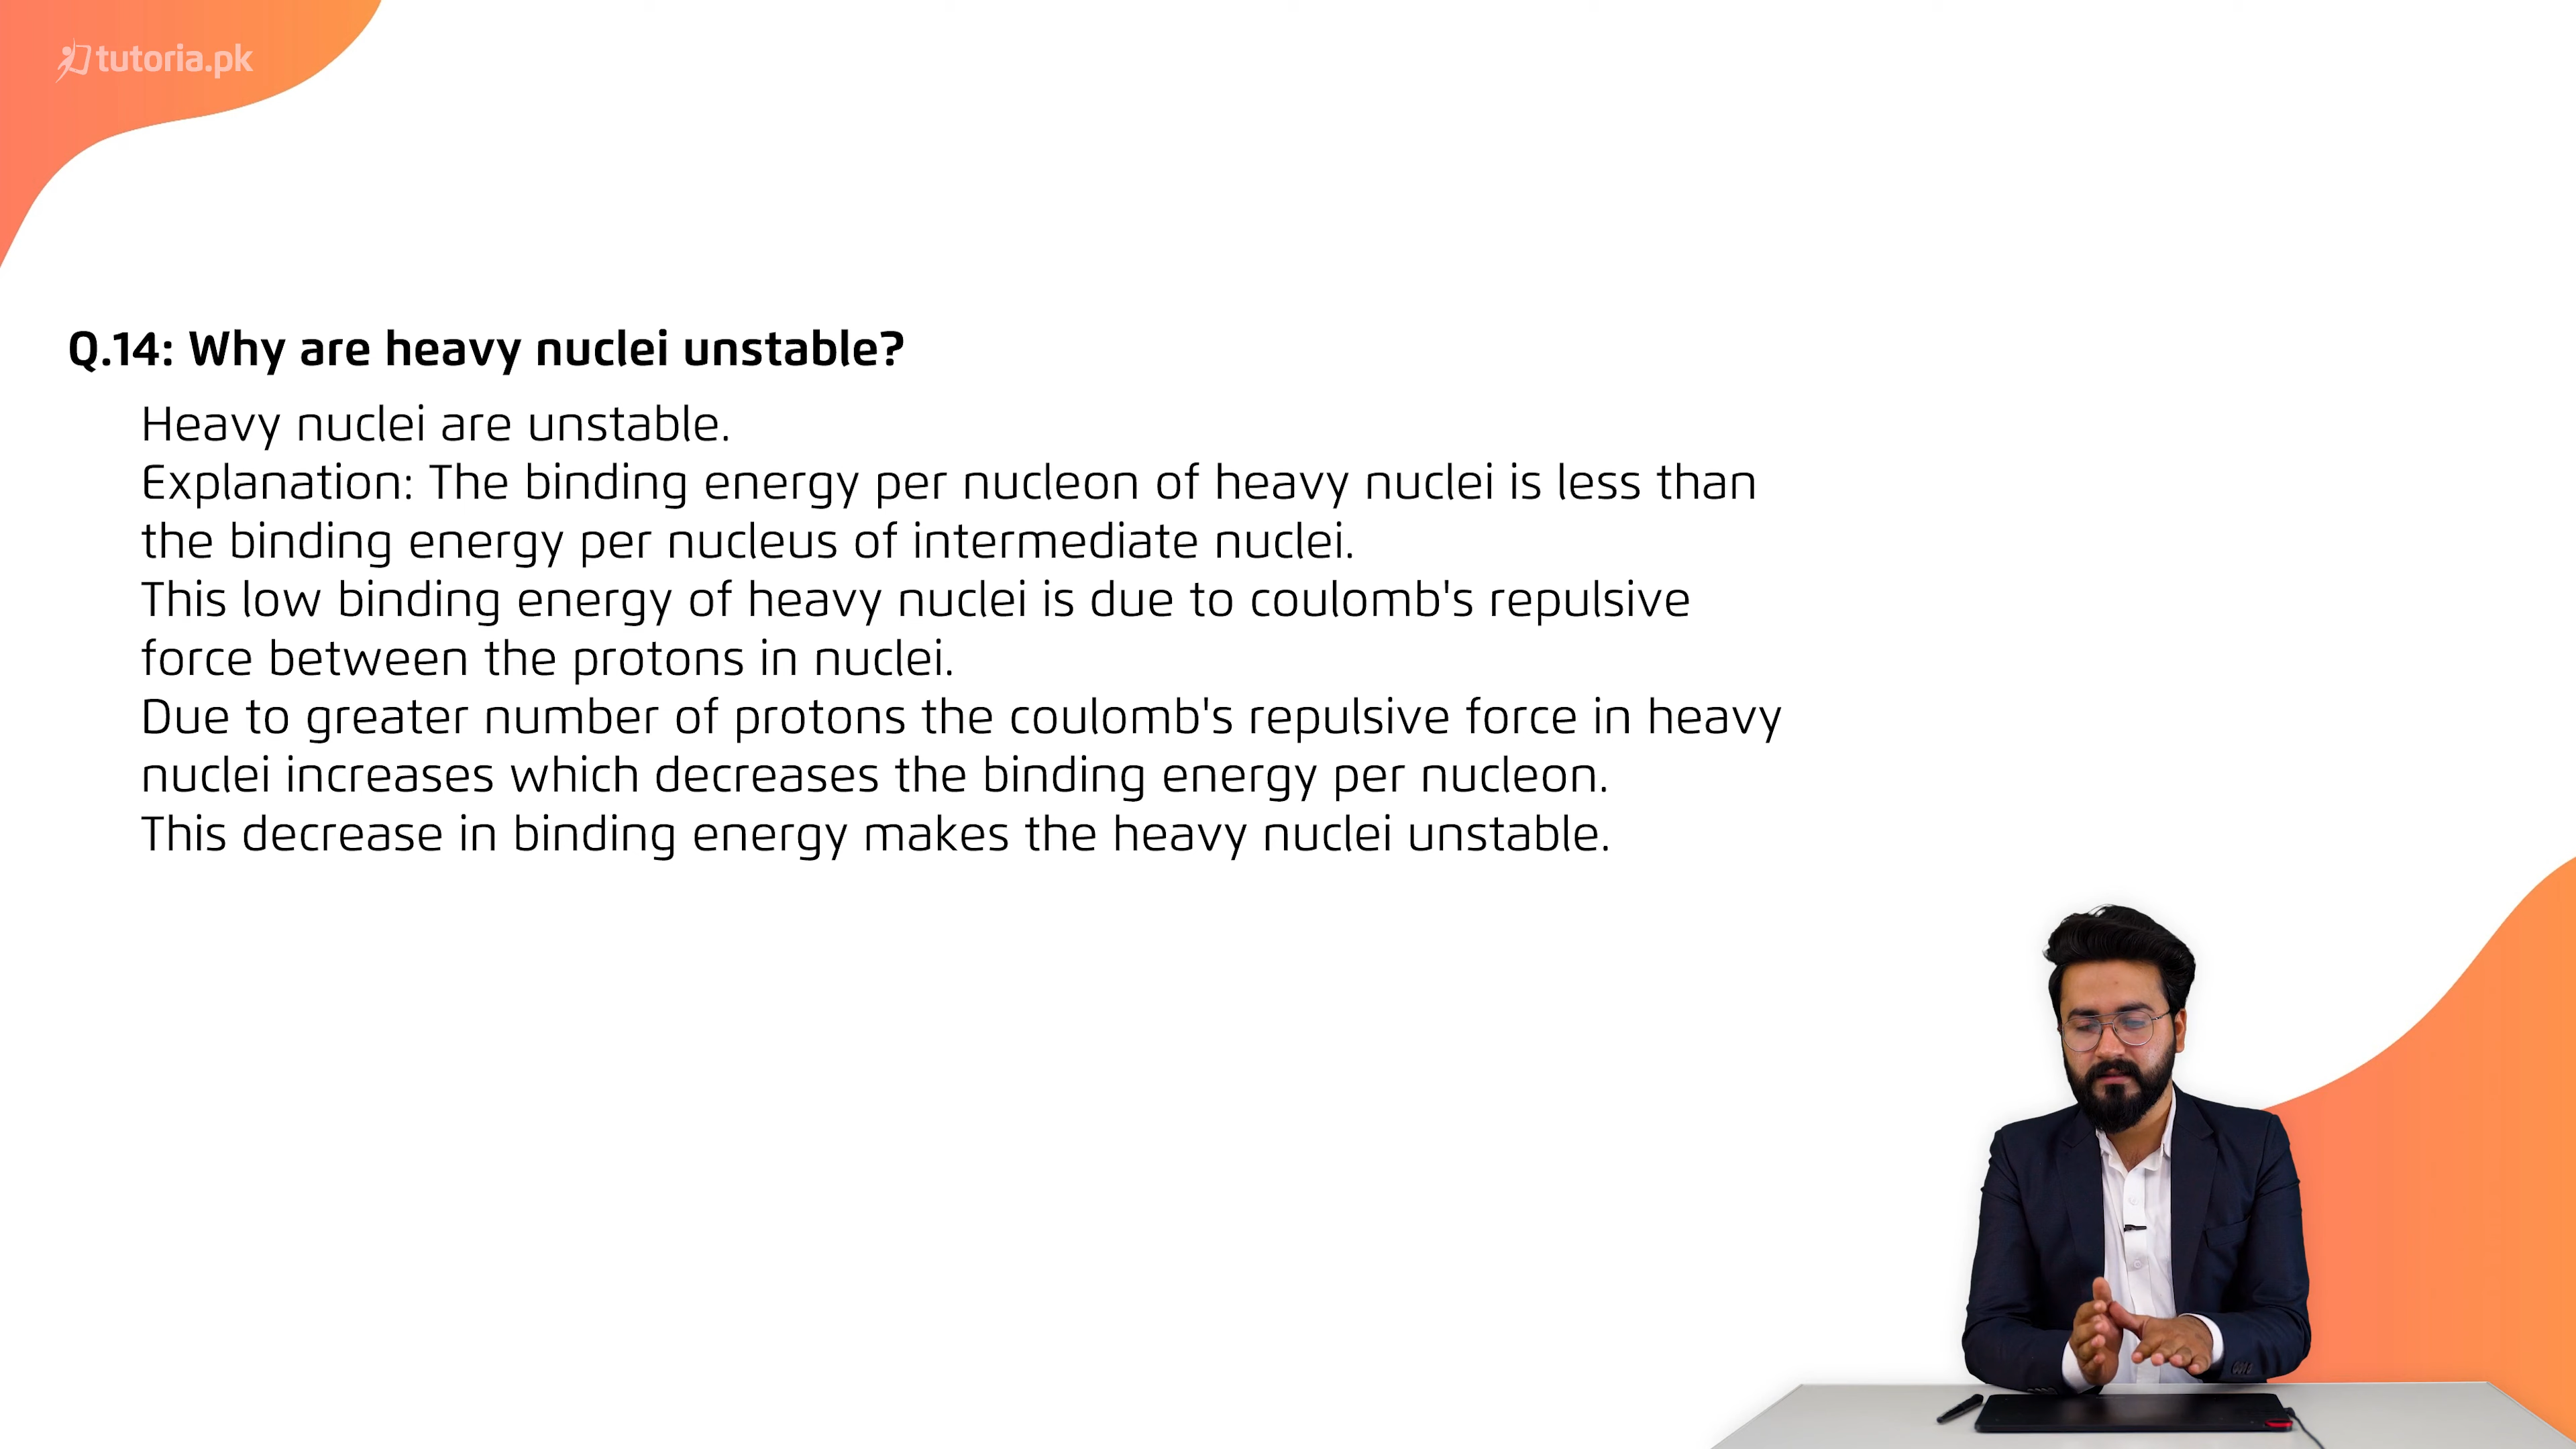 tutoria.pk
Q.14: Why are heavy nuclei unstable?
Heavy nuclei are unstable.
Explanation: The binding energy per nucleon of heavy nuclei is less than
the binding energy per nucleus of intermediate nuclei.
This low binding energy of heavy nuclei is due to coulomb's repulsive
force between the protons in nuclei.
Due to greater number of protons the coulomb's repulsive force in heavy
nuclei increases which decreases the binding energy per nucleon.
This decrease in binding energy makes the heavy nuclei unstable.